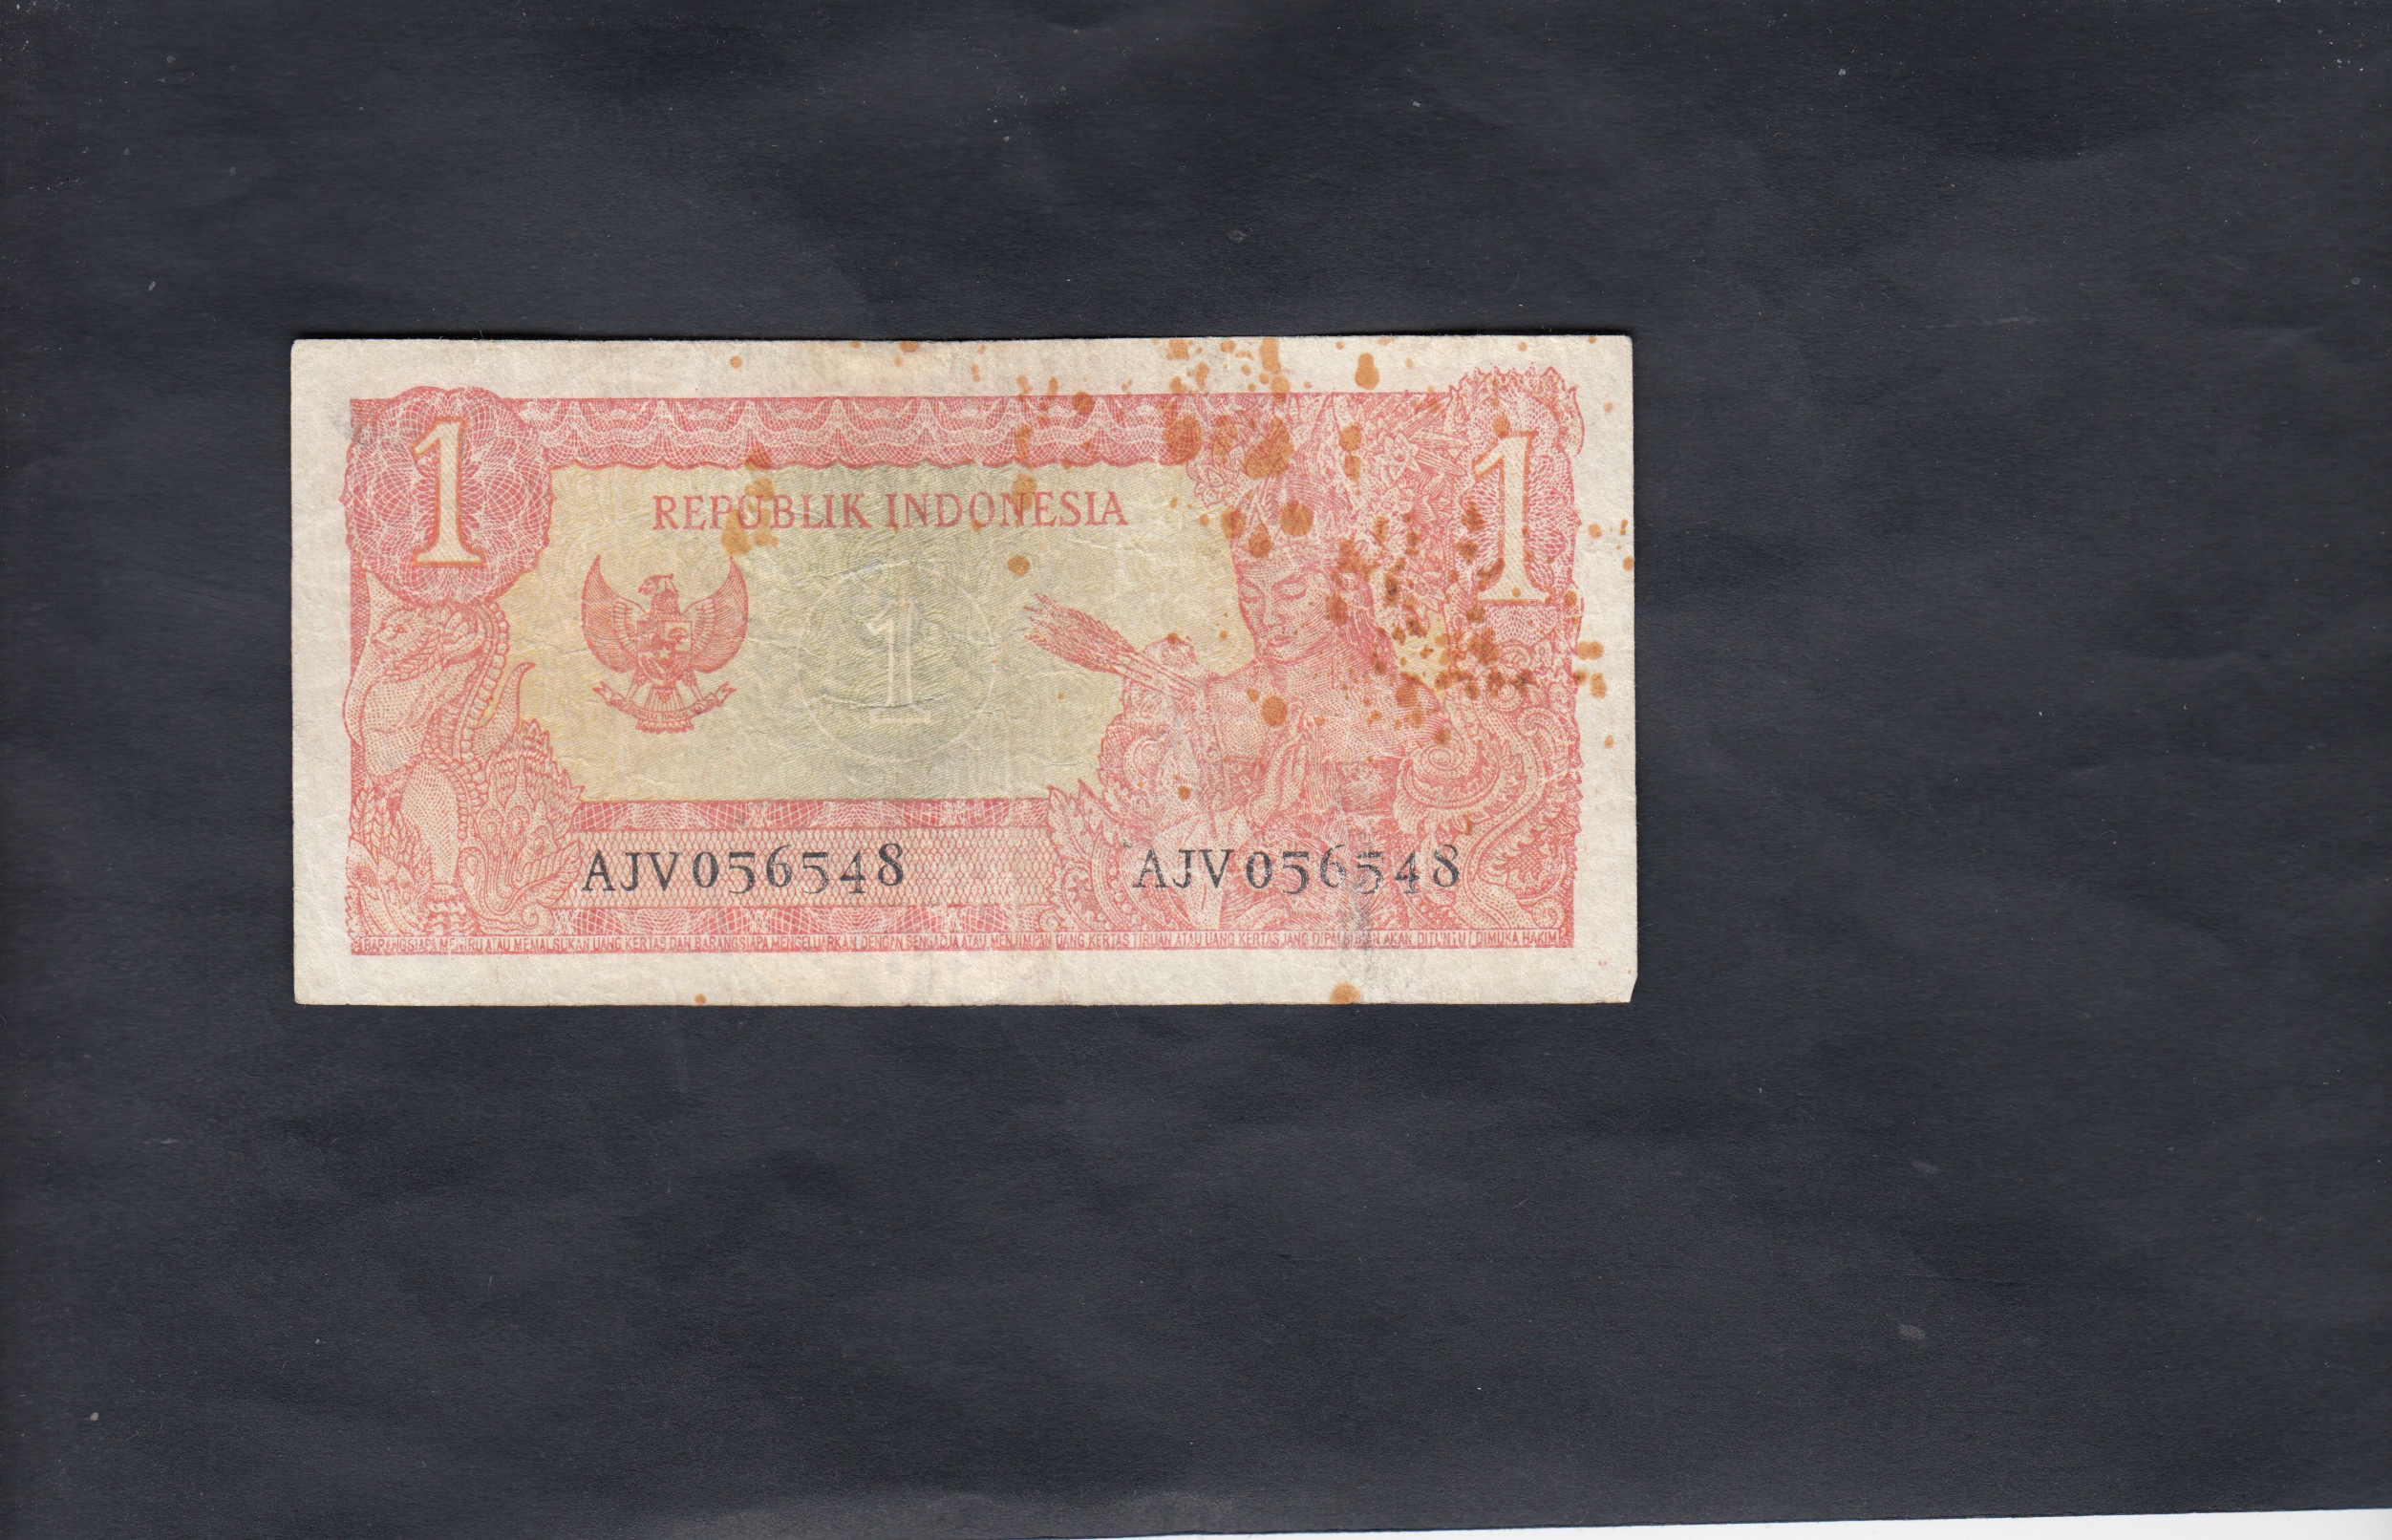 1
1
REPUBLIK INDONESIA
1
AJV056548
AJV056548
BARANGSIAPA MENIRU ATAU MEMALSUKAN UANG KERTAS DAN BARANGSIAPA MENGELUARKAN DENGAN SENGADJA ATAU MENJIMPAN UANG KERTAS TIRUAN ATAU UANG KERTAS JANG DIPALSUKAN AKAN DITUNTUT DIMUKA HAKIM